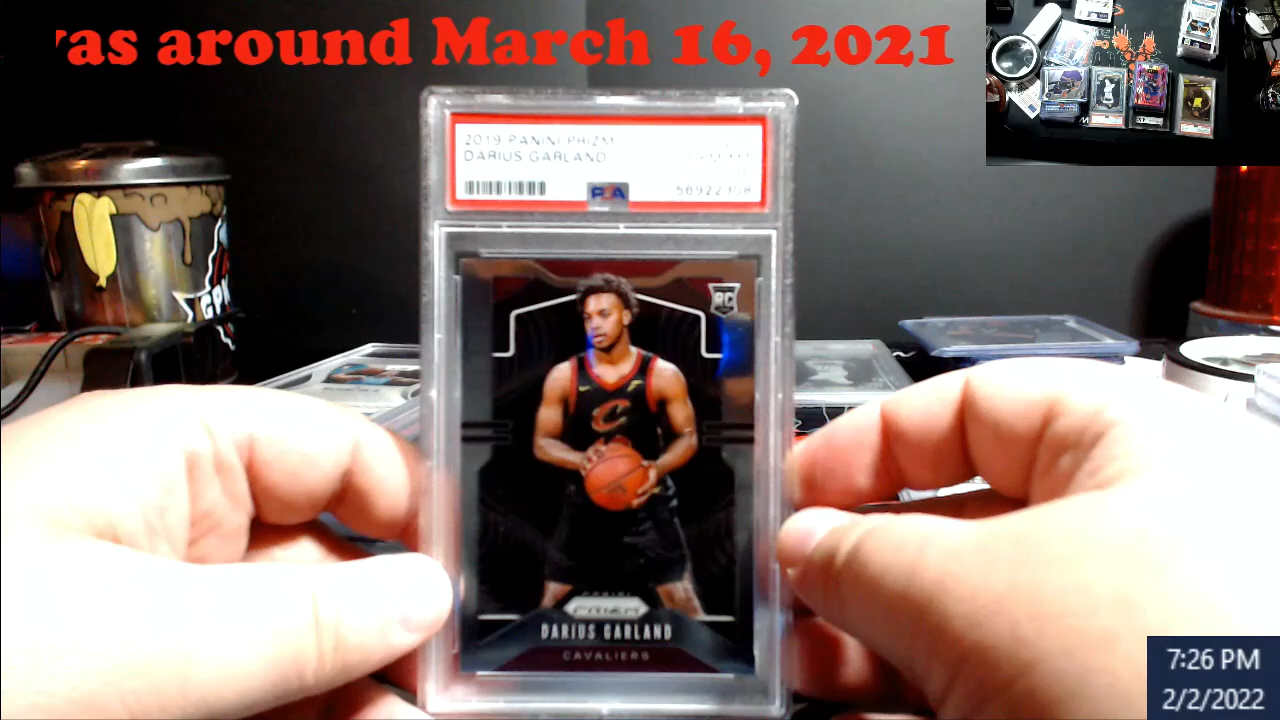 as around March 16, 2021
2019 PANINI PRIZM
DARIUS GARLAND
PSA
RC
C
PRIZM
DARIUS GARLAND
CAVALIERS
7:26 PM
2/2/2022